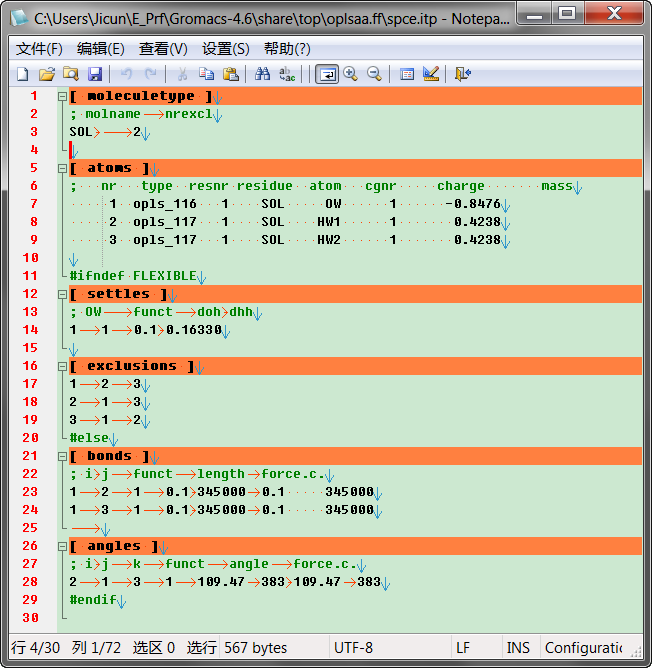 C:\Users\Jicun\E_Prf\Gromacs-4.6\share\top\oplsaa.ff\spce.itp - Notepa...
文件(F) 编辑(E) 查看(V) 设置(S) 帮助(?)
1 [ moleculetype ]
2 ; molname nrexcl
3 SOL 2
4
5 [ atoms ]
6 ; nr type resnr residue atom cgnr charge mass
7 1 opls_116 1 SOL OW 1 -0.8476
8 2 opls_117 1 SOL HW1 1 0.4238
9 3 opls_117 1 SOL HW2 1 0.4238
10
11 #ifndef FLEXIBLE
12 [ settles ]
13 ; OW funct doh dhh
14 1 1 0.1 0.16330
15
16 [ exclusions ]
17 1 2 3
18 2 1 3
19 3 1 2
20 #else
21 [ bonds ]
22 ; i j funct length force.c.
23 1 2 1 0.1 345000 0.1 345000
24 1 3 1 0.1 345000 0.1 345000
25
26 [ angles ]
27 ; i j k funct angle force.c.
28 2 1 3 1 109.47 383 109.47 383
29 #endif
30
行 4/30 列 1/72 选区 0 选行 567 bytes UTF-8 LF INS Configuratio